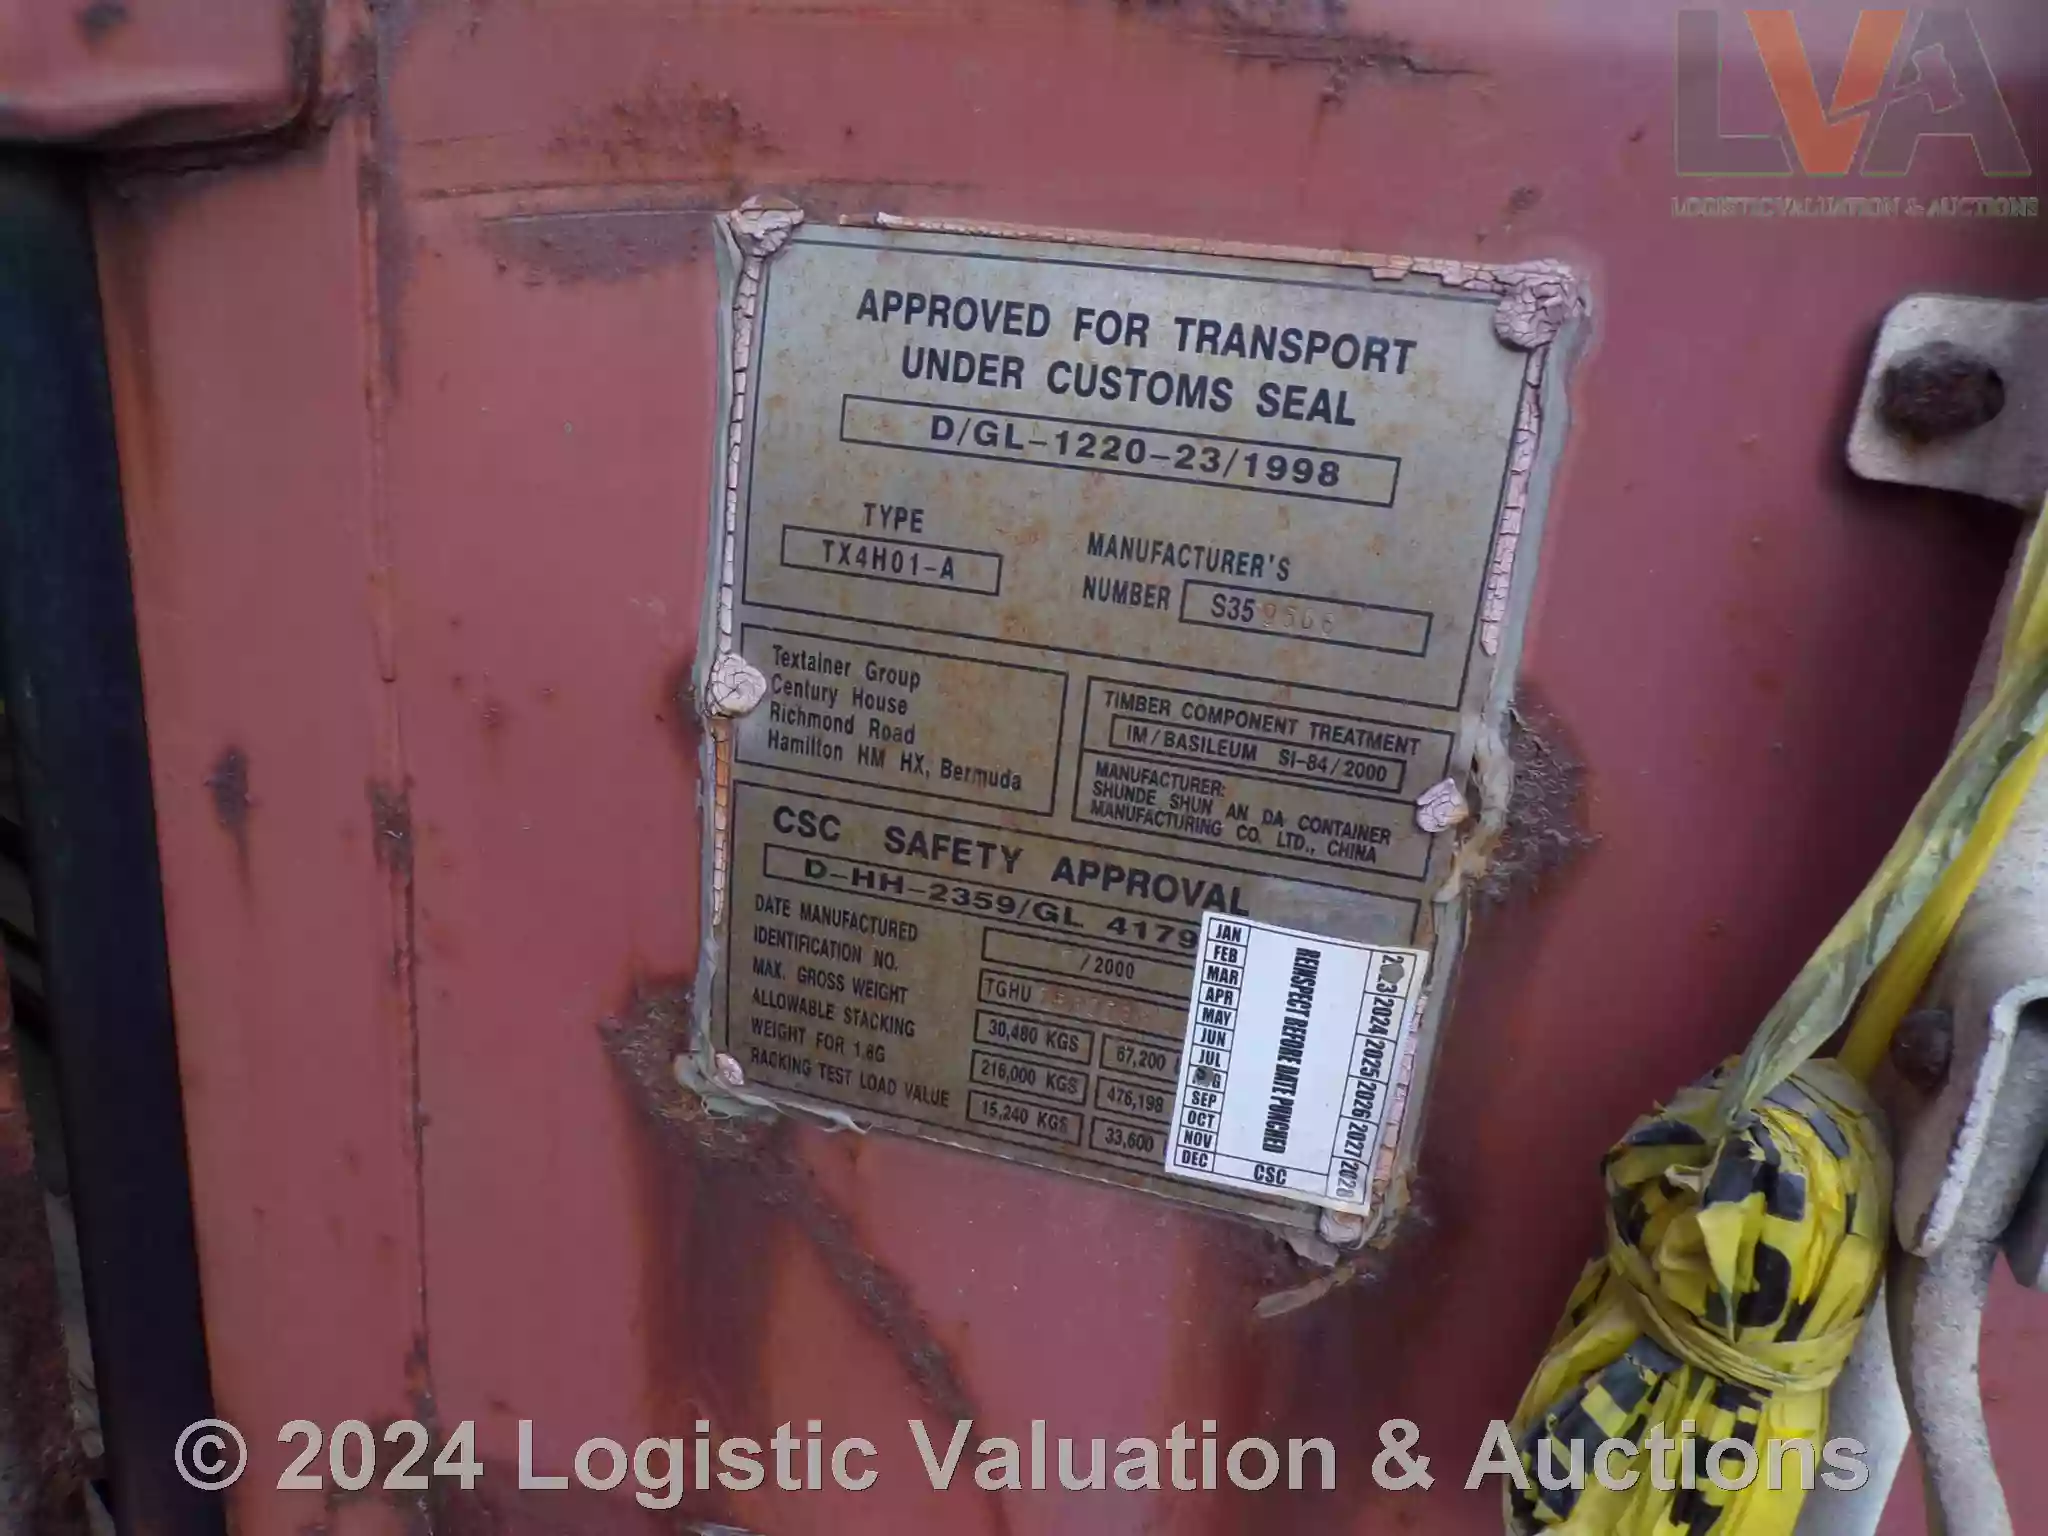 LVA
LOGISTIC VALUATION & AUCTIONS
APPROVED FOR TRANSPORT
UNDER CUSTOMS SEAL
D/GL-1220-23/1998
TYPE
TX4H01-A
MANUFACTURER'S
NUMBER S35
Textainer Group
Century House
Richmond Road
Hamilton HM HX, Bermuda
TIMBER COMPONENT TREATMENT
IM/BASILEUM SI-84/2000
MANUFACTURER:
SHUNDE SHUN AN DA CONTAINER
MANUFACTURING CO. LTD., CHINA
CSC SAFETY APPROVAL
D-HH-2359/GL 4179
DATE MANUFACTURED /2000
IDENTIFICATION NO. TGHU
MAX. GROSS WEIGHT 30,480 KGS 67,200
ALLOWABLE STACKING
WEIGHT FOR 1.8G 216,000 KGS 476,198
RACKING TEST LOAD VALUE 15,240 KGS 33,600
JAN
FEB
MAR
APR
MAY
JUN
JUL
SEP
OCT
NOV
DEC
REINSPECT BEFORE DATE PUNCHED
CSC
2024 2025 2026 2027 2028
© 2024 Logistic Valuation & Auctions